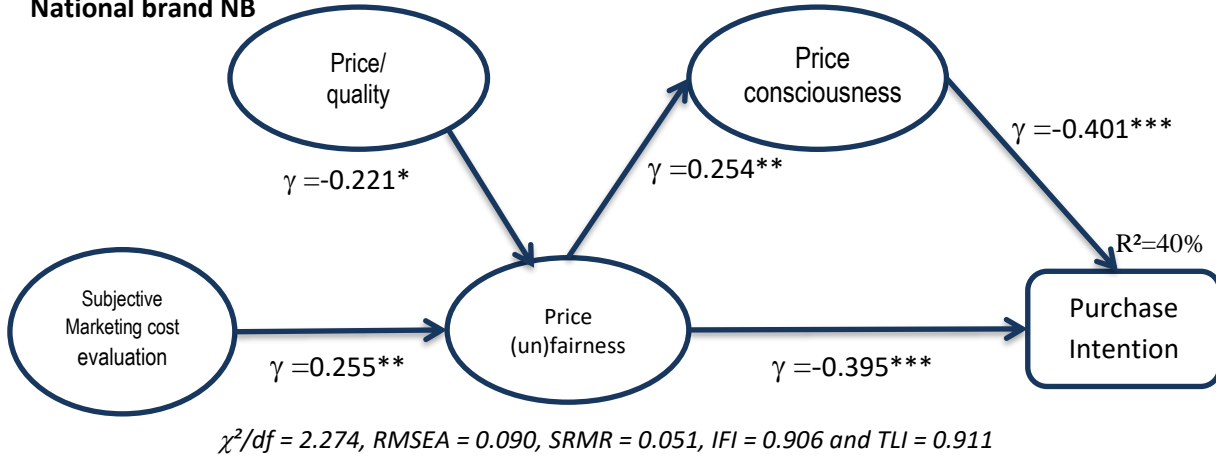 National brand NB
Price/
quality
Price
consciousness
γ =-0.401***
γ =-0.221*
γ =0.254**
R²=40%
Subjective
Marketing cost
evaluation
Price
(un)fairness
Purchase
Intention
γ =0.255**
γ =-0.395***
χ²/df = 2.274, RMSEA = 0.090, SRMR = 0.051, IFI = 0.906 and TLI = 0.911